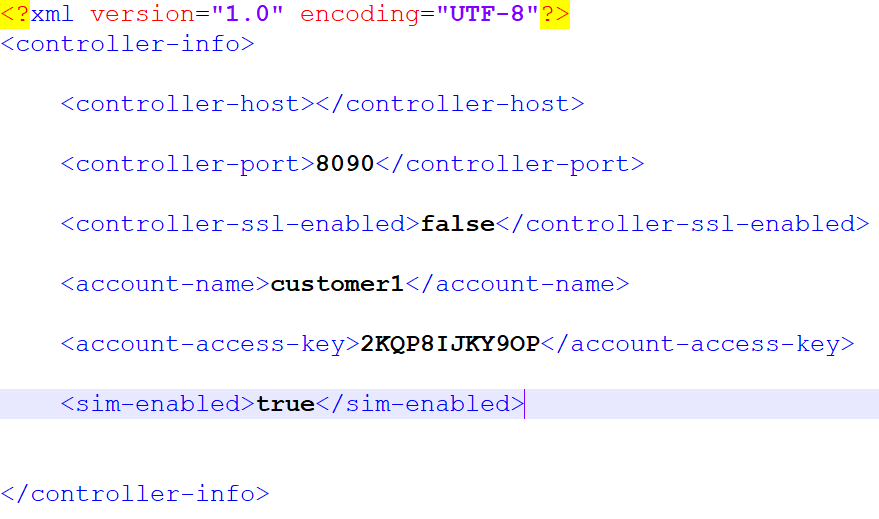 <?xml version="1.0" encoding="UTF-8"?>
<controller-info>
<controller-host></controller-host>
<controller-port>8090</controller-port>
<controller-ssl-enabled>false</controller-ssl-enabled>
<account-name>customer1</account-name>
<account-access-key>2KQP8IJKY9OP</account-access-key>
<sim-enabled>true</sim-enabled>
</controller-info>